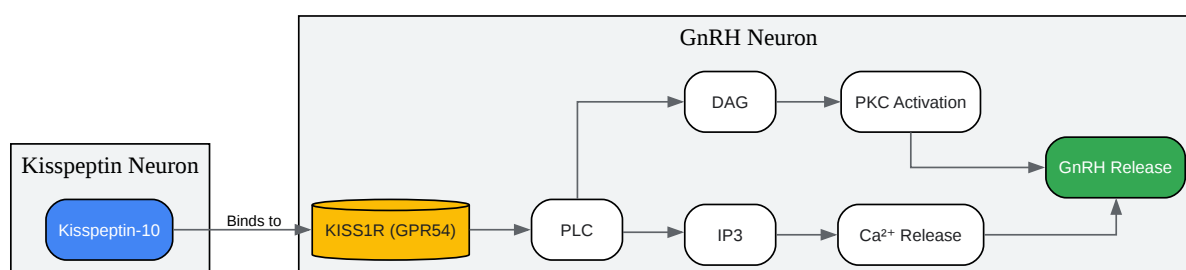 GnRH Neuron
DAG
PKC Activation
Kisspeptin Neuron
GnRH Release
Kisspeptin-10
Binds to
KISS1R (GPR54)
PLC
IP3
Ca²⁺ Release